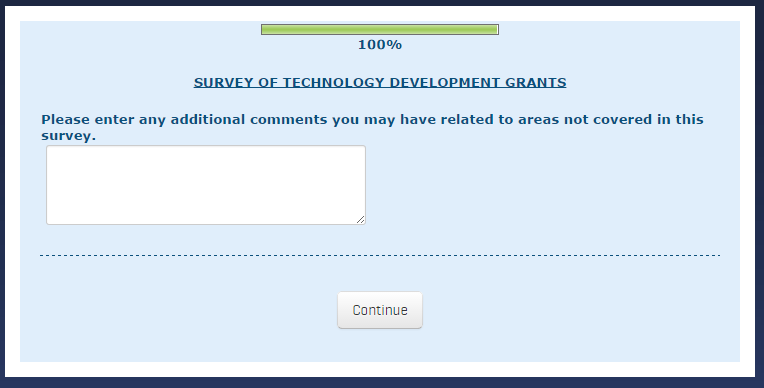 100%
SURVEY OF TECHNOLOGY DEVELOPMENT GRANTS
Please enter any additional comments you may have related to areas not covered in this
survey.
Continue